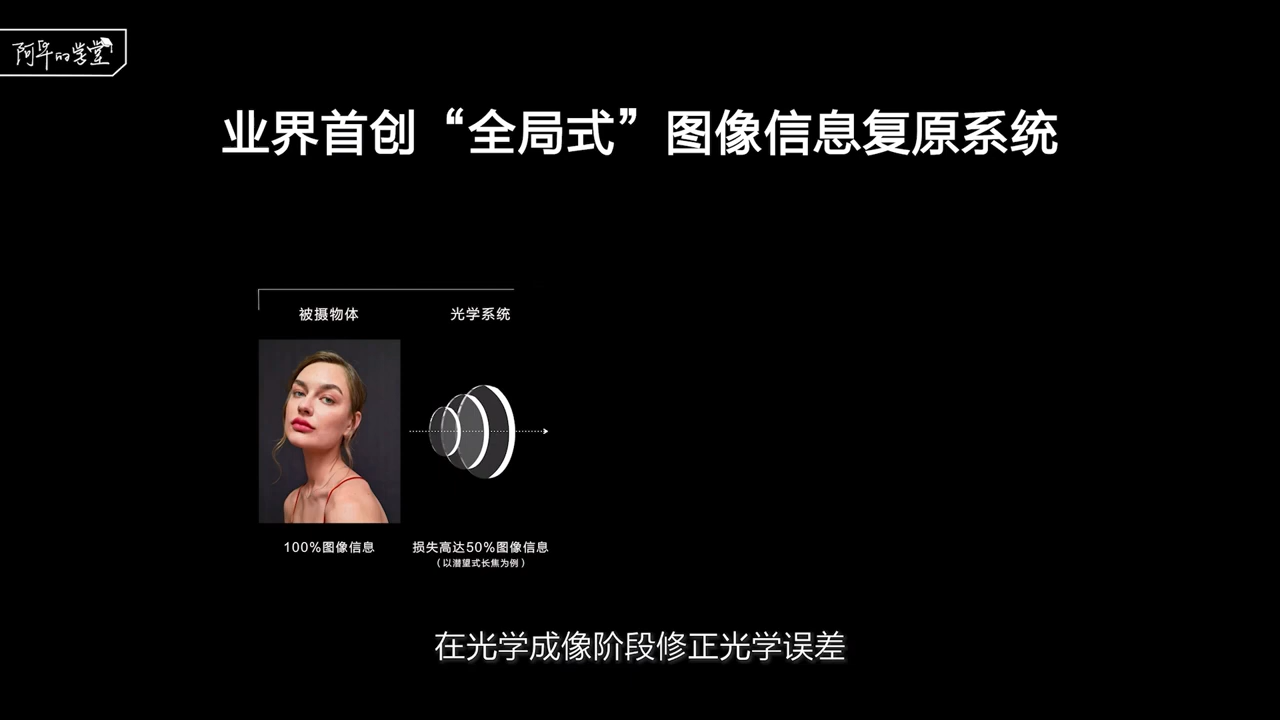 阿旱的学堂
业界首创“全局式”图像信息复原系统
被摄物体
光学系统
100%图像信息
损失高达50%图像信息
（以潜望式长焦为例）
在光学成像阶段修正光学误差